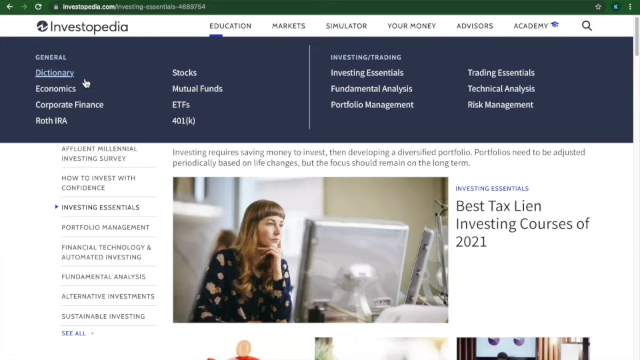 investopedia.com/investing-essentials-4689754
K
Investopedia
EDUCATION MARKETS SIMULATOR YOUR MONEY ADVISORS ACADEMY
GENERAL
Dictionary
Economics
Corporate Finance
Roth IRA
Stocks
Mutual Funds
ETFs
401(k)
INVESTING/TRADING
Investing Essentials
Fundamental Analysis
Portfolio Management
Trading Essentials
Technical Analysis
Risk Management
AFFLUENT MILLENNIAL
INVESTING SURVEY
HOW TO INVEST WITH
CONFIDENCE
INVESTING ESSENTIALS
PORTFOLIO MANAGEMENT
FINANCIAL TECHNOLOGY &
AUTOMATED INVESTING
FUNDAMENTAL ANALYSIS
ALTERNATIVE INVESTMENTS
SUSTAINABLE INVESTING
SEE ALL
Investing requires saving money to invest, then developing a diversified portfolio. Portfolios need to be adjusted
periodically based on life changes, but the focus should remain on the long term.
INVESTING ESSENTIALS
Best Tax Lien
Investing Courses of
2021